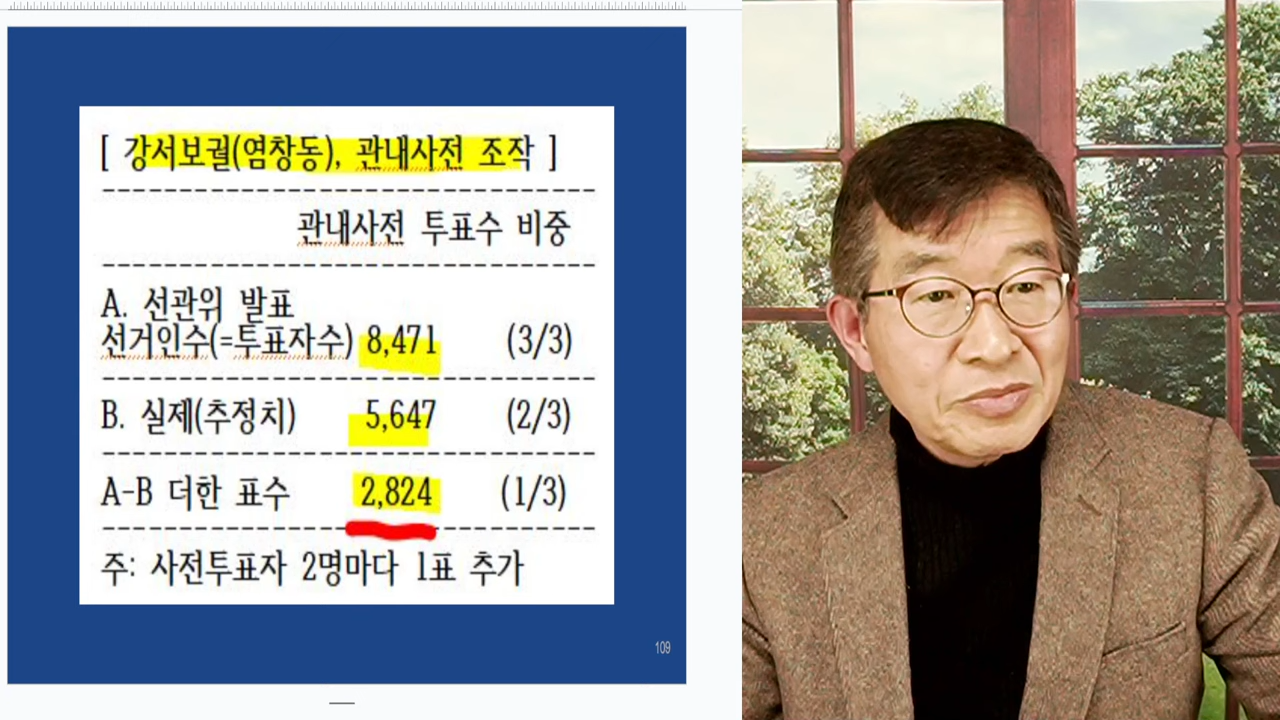 [ 강서보궐(염창동), 관내사전 조작 ]
관내사전 투표수 비중
A. 선관위 발표
선거인수(=투표자수) 8,471 (3/3)
B. 실제(추정치) 5,647 (2/3)
A-B 더한 표수 2,824 (1/3)
주: 사전투표자 2명마다 1표 추가
109